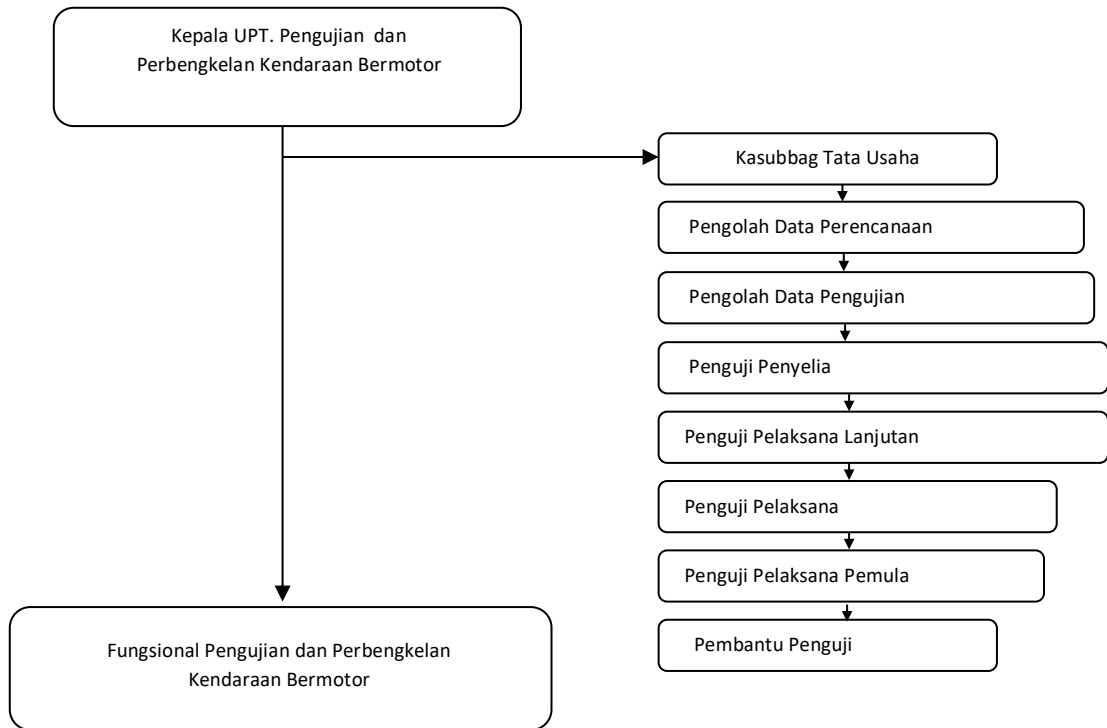 Kepala UPT. Pengujian dan
Perbengkelan Kendaraan Bermotor
Kasubbag Tata Usaha
Pengolah Data Perencanaan
Pengolah Data Pengujian
Penguji Penyelia
Penguji Pelaksana Lanjutan
Penguji Pelaksana
Penguji Pelaksana Pemula
Pembantu Penguji
Fungsional Pengujian dan Perbengkelan
Kendaraan Bermotor